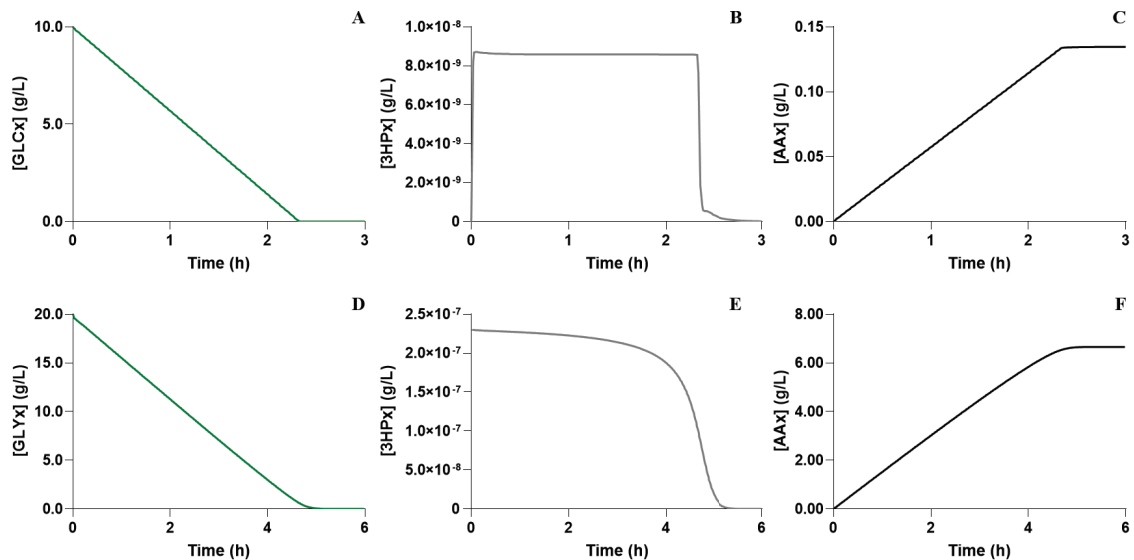 A
[GLCx] (g/L)
10.0
5.0
0.0
0 1 2 3
Time (h)
B
[3HPx] (g/L)
1.0×10⁻⁸
8.0×10⁻⁹
6.0×10⁻⁹
4.0×10⁻⁹
2.0×10⁻⁹
0
0 1 2 3
Time (h)
C
[AAx] (g/L)
0.15
0.10
0.05
0.00
0 1 2 3
Time (h)
D
[GLYx] (g/L)
20.0
15.0
10.0
5.0
0.0
0 2 4 6
Time (h)
E
[3HPx] (g/L)
2.5×10⁻⁷
2.0×10⁻⁷
1.5×10⁻⁷
1.0×10⁻⁷
5.0×10⁻⁸
0
0 2 4 6
Time (h)
F
[AAx] (g/L)
8.00
6.00
4.00
2.00
0.00
0 2 4 6
Time (h)